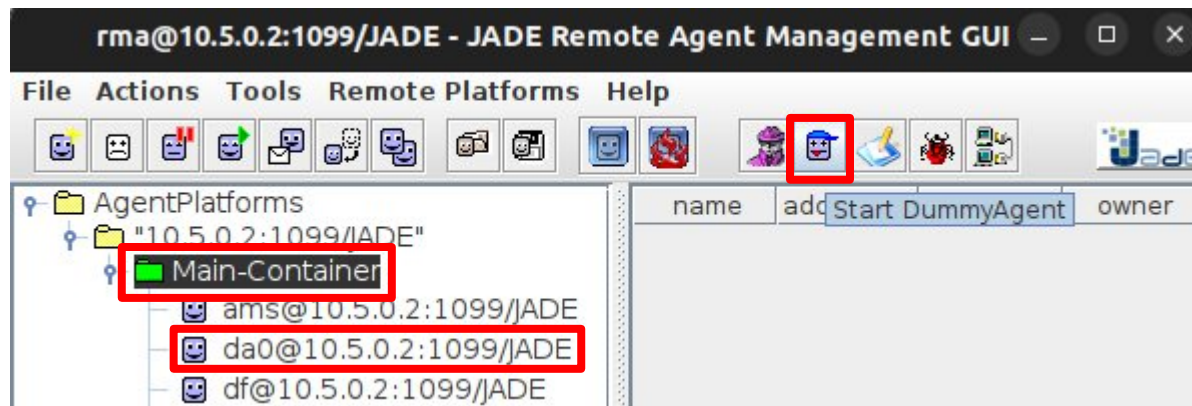 rma@10.5.0.2:1099/JADE - JADE Remote Agent Management GUI
File Actions Tools Remote Platforms Help
Jade
AgentPlatforms
name owner
Start DummyAgent
"10.5.0.2:1099/JADE"
Main-Container
ams@10.5.0.2:1099/JADE
da0@10.5.0.2:1099/JADE
df@10.5.0.2:1099/JADE